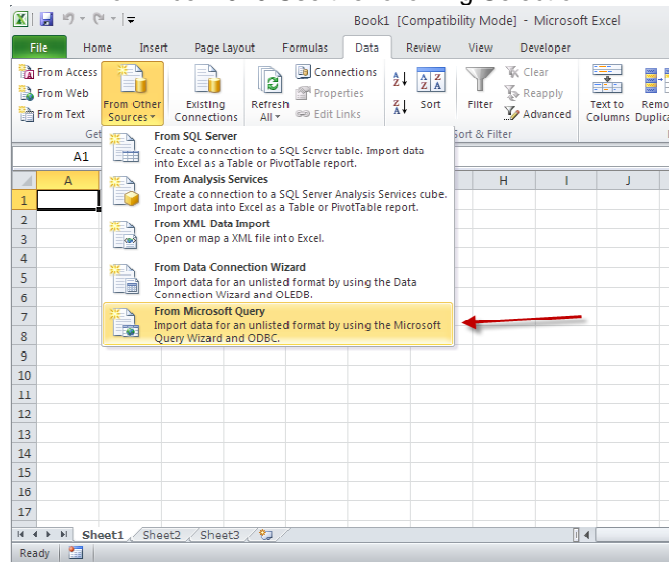 Book1 [Compatibility Mode] - Microsoft Excel
File Home Insert Page Layout Formulas Data Review View Developer
From Access
From Web
From Text
From Other Sources
Existing Connections
Refresh All
Connections
Properties
Edit Links
Sort
Filter
Clear
Reapply
Advanced
Text to Columns
Sort & Filter
A1
From SQL Server
Create a connection to a SQL Server table. Import data
into Excel as a Table or PivotTable report.
From Analysis Services
Create a connection to a SQL Server Analysis Services cube.
Import data into Excel as a Table or PivotTable report.
From XML Data Import
Open or map a XML file into Excel.
From Data Connection Wizard
Import data for an unlisted format by using the Data
Connection Wizard and OLEDB.
From Microsoft Query
Import data for an unlisted format by using the Microsoft
Query Wizard and ODBC.
A H I J
1
2
3
4
5
6
7
8
9
10
11
12
13
14
15
16
17
Sheet1 Sheet2 Sheet3
Ready